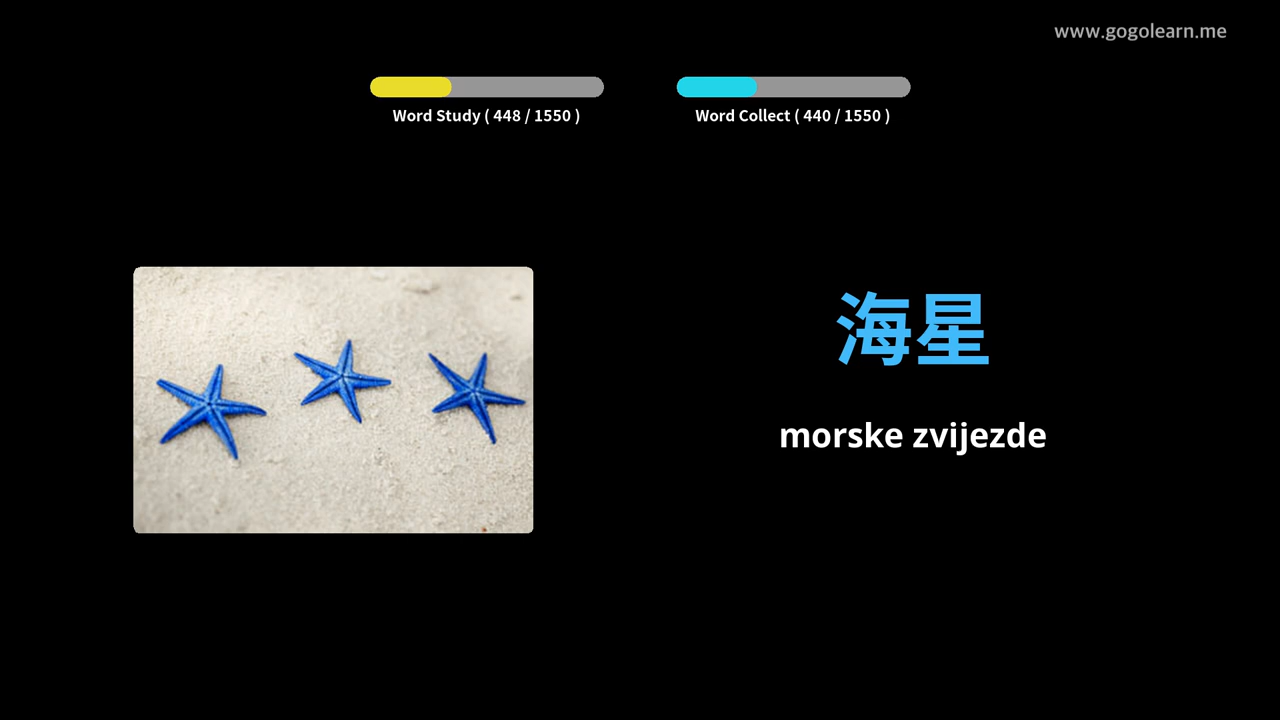 www.gogolearn.me
Word Study ( 448 / 1550 )
Word Collect ( 440 / 1550 )
海星
morske zvijezde